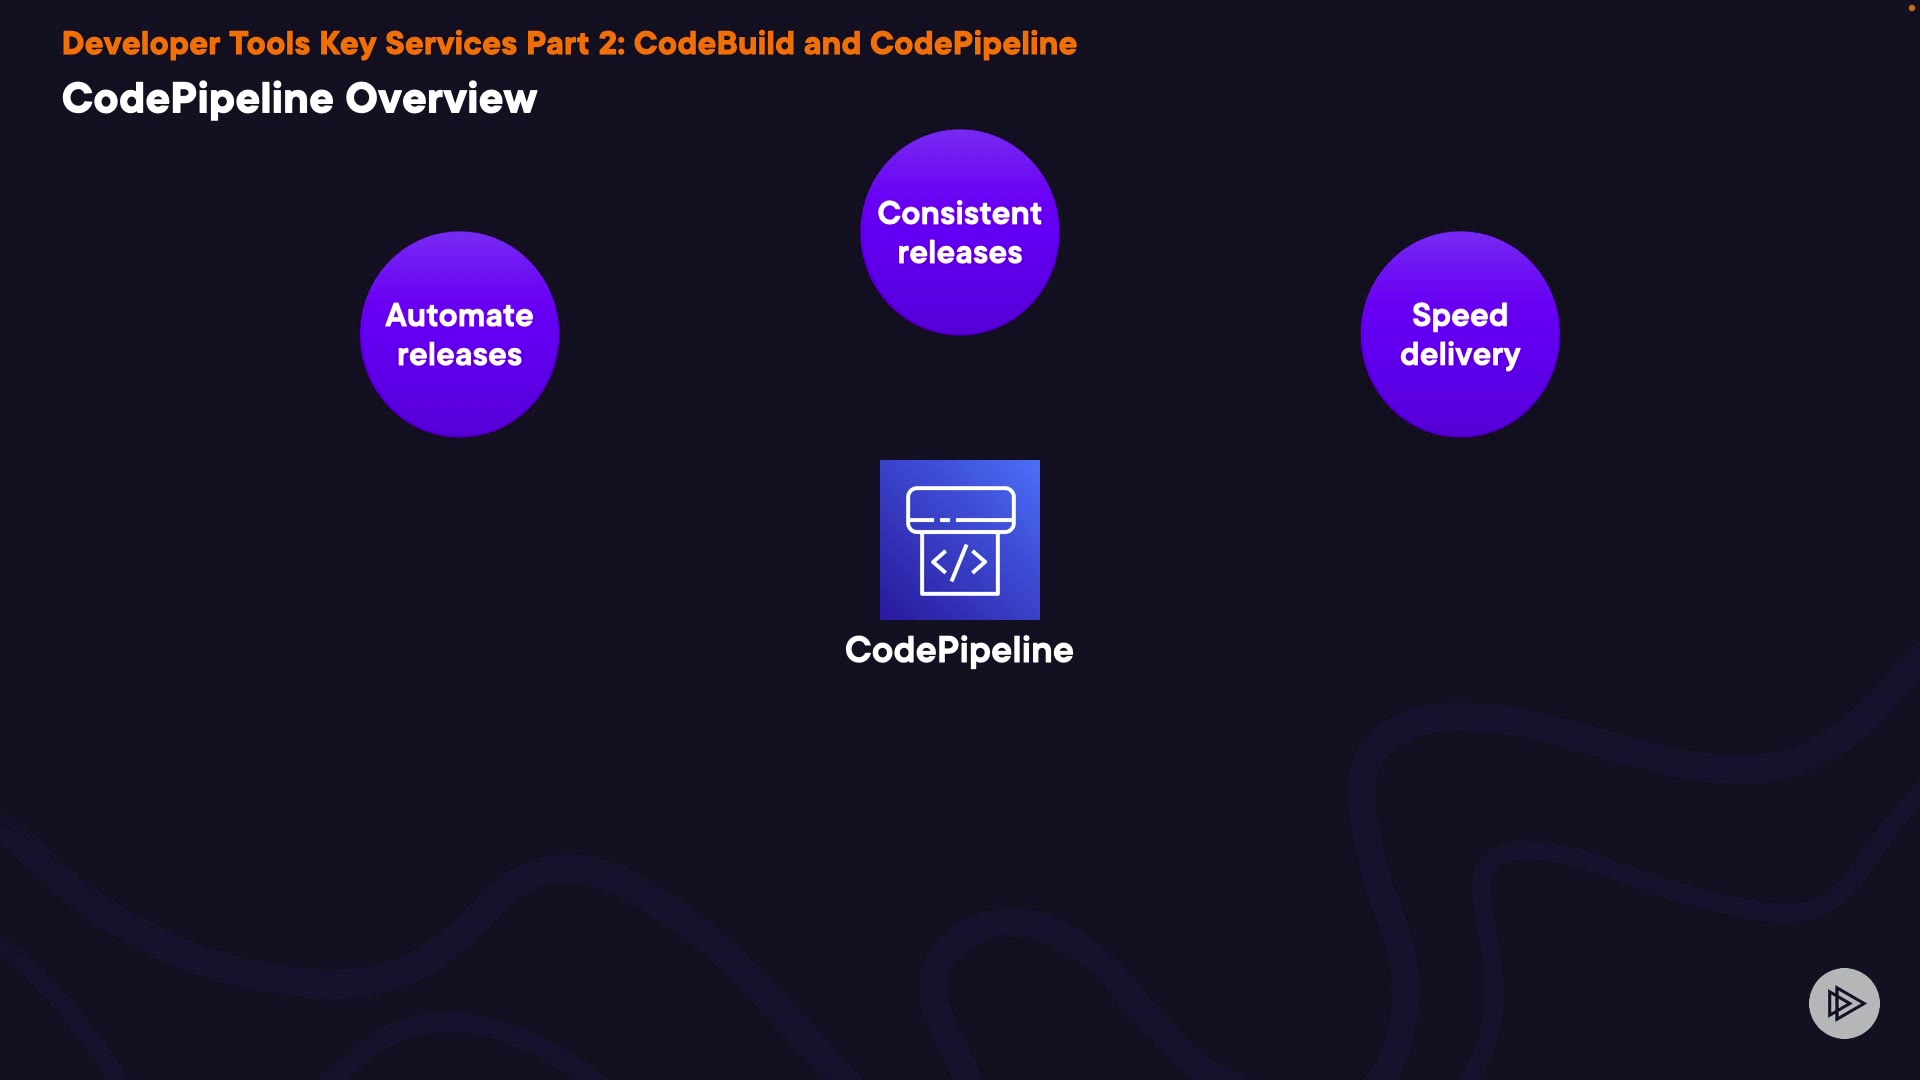 Developer Tools Key Services Part 2: CodeBuild and CodePipeline
CodePipeline Overview
Consistent
releases
Automate
releases
Speed
delivery
</>
CodePipeline